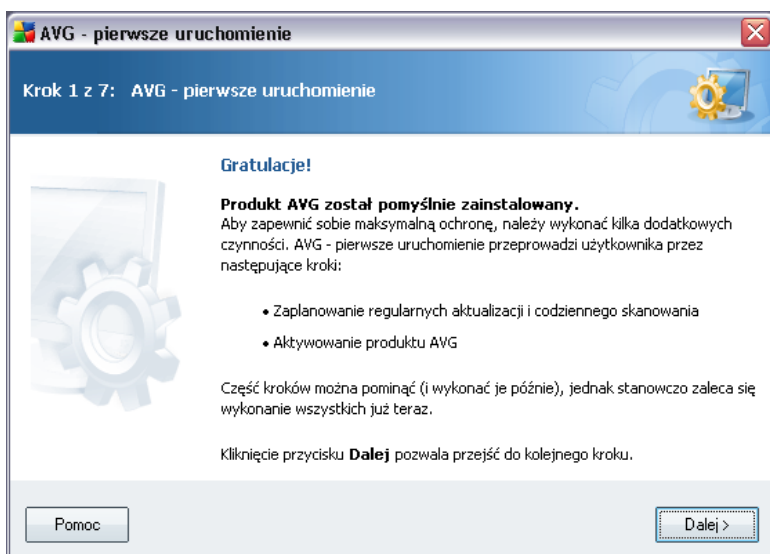 AVG - pierwsze uruchomienie
Krok 1 z 7: AVG - pierwsze uruchomienie
Gratulacje!
Produkt AVG został pomyślnie zainstalowany.
Aby zapewnić sobie maksymalną ochronę, należy wykonać kilka dodatkowych
czynności. AVG - pierwsze uruchomienie przeprowadzi użytkownika przez
następujące kroki:
• Zaplanowanie regularnych aktualizacji i codziennego skanowania
• Aktywowanie produktu AVG
Część kroków można pominąć (i wykonać je późnie), jednak stanowczo zaleca się
wykonanie wszystkich już teraz.
Kliknięcie przycisku Dalej pozwala przejść do kolejnego kroku.
Pomoc
Dalej >